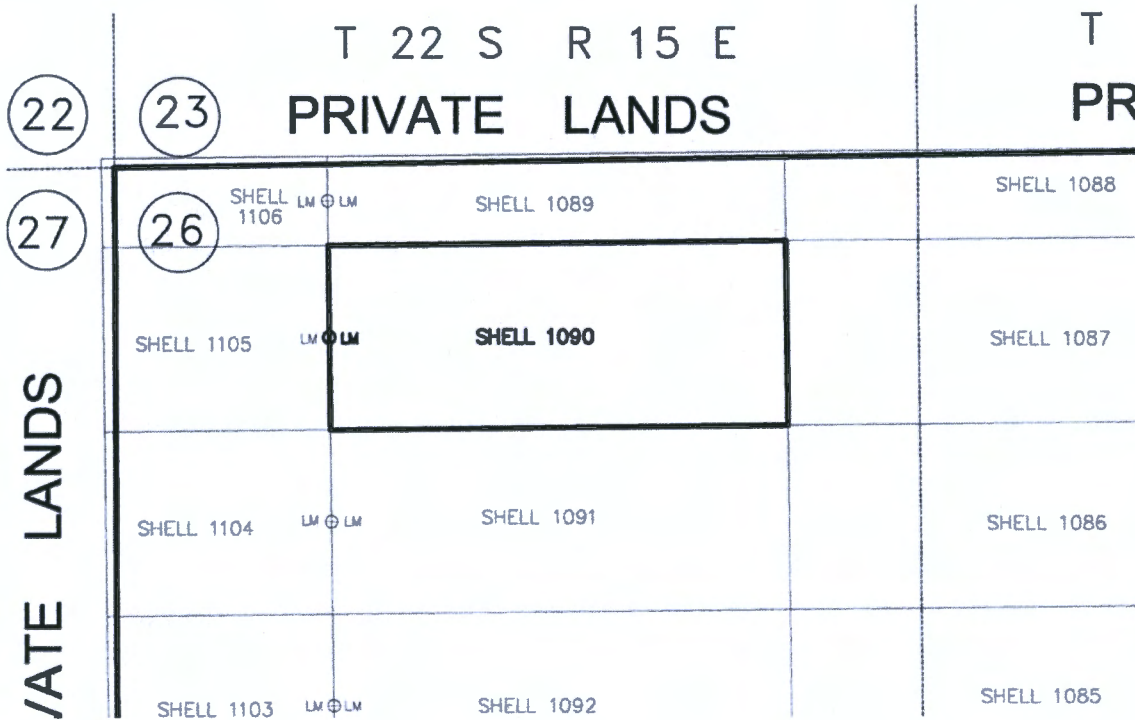 T 22 S R 15 E
T
22
23
PRIVATE LANDS
PR
27
26
SHELL
1106
LM LM
SHELL 1089
SHELL 1088
SHELL 1105
LM LM
SHELL 1090
SHELL 1087
VATE LANDS
SHELL 1104
LM LM
SHELL 1091
SHELL 1086
SHELL 1103
LM LM
SHELL 1092
SHELL 1085